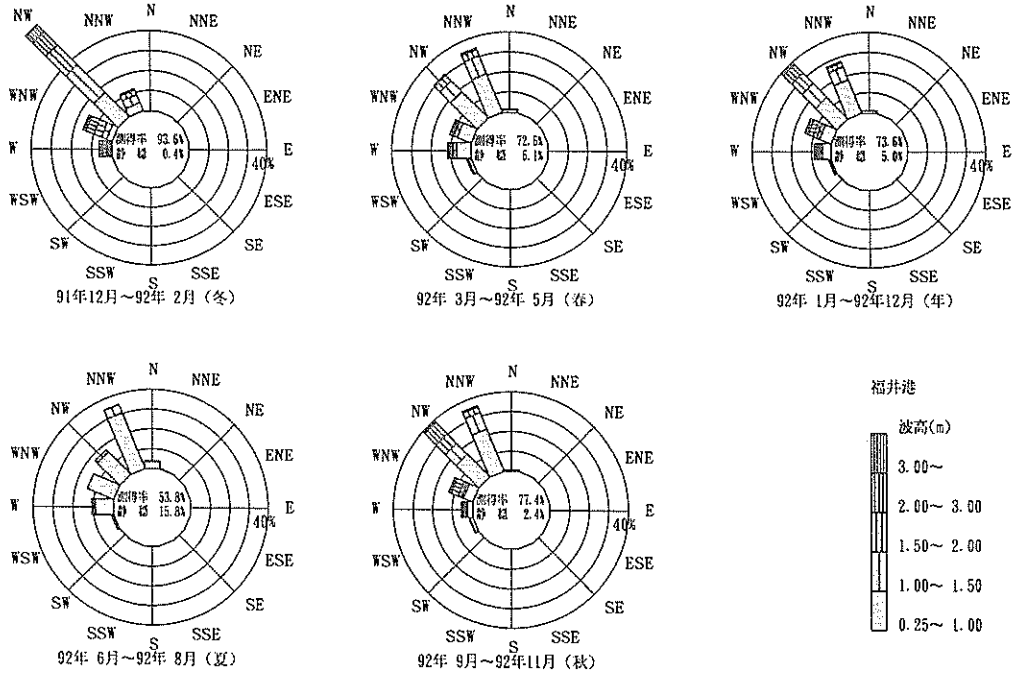 N
NNW NNE
NW NE
WNW ENE
W E
WSW ESE
SW SE
SSW SSE
S
測得率 93.6%
静 穏 0.4%
40%
91年12月~92年 2月 (冬)
N
NNW NNE
NW NE
WNW ENE
W E
WSW ESE
SW SE
SSW SSE
S
測得率 72.6%
静 穏 6.1%
40%
92年 3月~92年 5月 (春)
N
NNW NNE
NW NE
WNW ENE
W E
WSW ESE
SW SE
SSW SSE
S
測得率 73.6%
静 穏 5.0%
40%
92年 1月~92年12月 (年)
N
NNW NNE
NW NE
WNW ENE
W E
WSW ESE
SW SE
SSW SSE
S
測得率 53.8%
静 穏 15.8%
40%
92年 6月~92年 8月 (夏)
N
NNW NNE
NW NE
WNW ENE
W E
WSW ESE
SW SE
SSW SSE
S
測得率 77.4%
静 穏 2.4%
40%
92年 9月~92年11月 (秋)
福井港
波高(m)
3.00~
2.00~ 3.00
1.50~ 2.00
1.00~ 1.50
0.25~ 1.00